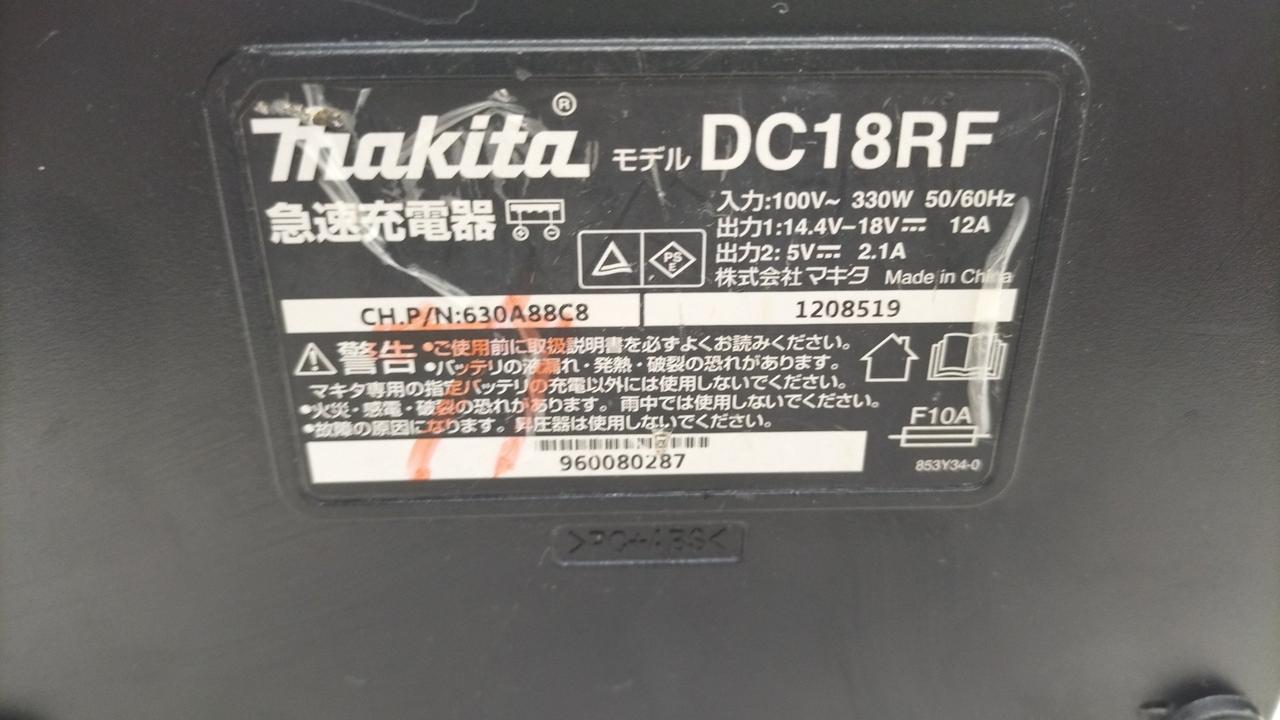 makita® モデル DC18RF
急速充電器
入力:100V~ 330W 50/60Hz
出力1:14.4V-18V⎓ 12A
出力2: 5V⎓ 2.1A
PS
E
株式会社マキタ Made in China
CH.P/N:630A88C8
1208519
警告 •ご使用前に取扱説明書を必ずよくお読みください。
•バッテリの液漏れ・発熱・破裂の恐れがあります。
マキタ専用の指定バッテリの充電以外には使用しないでください。
•火災・感電・破裂の恐れがあります。雨中では使用しないでください。
•故障の原因になります。昇圧器は使用しないでください。
F10A
960080287
853Y34-0
>PC+ABS<